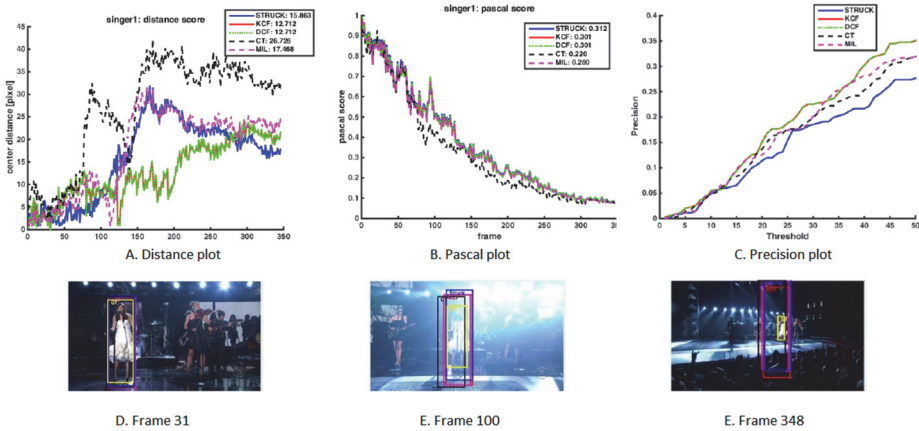 singer1: distance score
STRUCK: 15.863
KCF: 12.712
DCF: 12.712
CT: 26.726
MIL: 17.468
center distance [pixel]
45
40
35
30
25
20
15
10
5
0
0 50 100 150 200 250 300 350
A. Distance plot
singer1: pascal score
STRUCK: 0.312
KCF: 0.301
DCF: 0.301
CT: 0.220
MIL: 0.280
pascal score
1
0.9
0.8
0.7
0.6
0.5
0.4
0.3
0.2
0.1
0
0 50 100 150 200 250 300 350
frame
B. Pascal plot
STRUCK
KCF
DCF
CT
MIL
Precision
0.4
0.35
0.3
0.25
0.2
0.15
0.1
0.05
0
0 10 20 30 40 50
Threshold
C. Precision plot
D. Frame 31
E. Frame 100
E. Frame 348